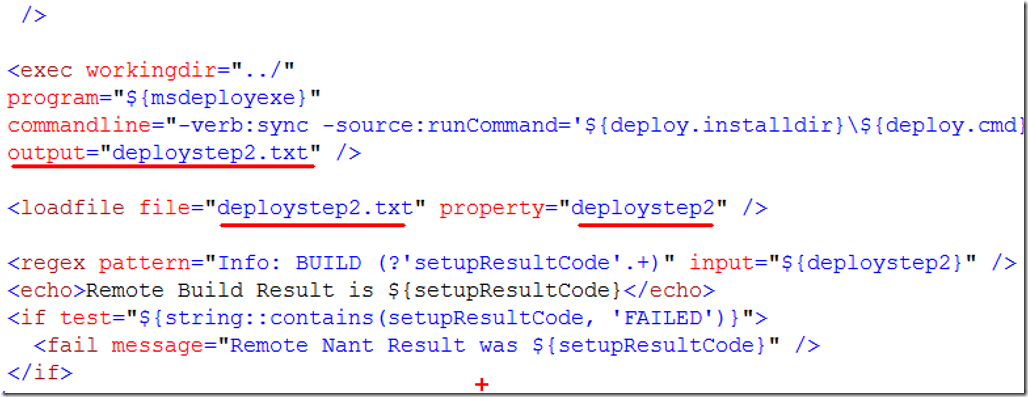 />
<exec workingdir="../"
program="${msdeployexe}"
commandline="-verb:sync -source:runCommand='${deploy.installdir}\${deploy.cmd}
output="deploystep2.txt" />
<loadfile file="deploystep2.txt" property="deploystep2" />
<regex pattern="Info: BUILD (?'setupResultCode'.+)" input="${deploystep2}" />
<echo>Remote Build Result is ${setupResultCode}</echo>
<if test="${string::contains(setupResultCode, 'FAILED')}">
<fail message="Remote Nant Result was ${setupResultCode}" />
</if>